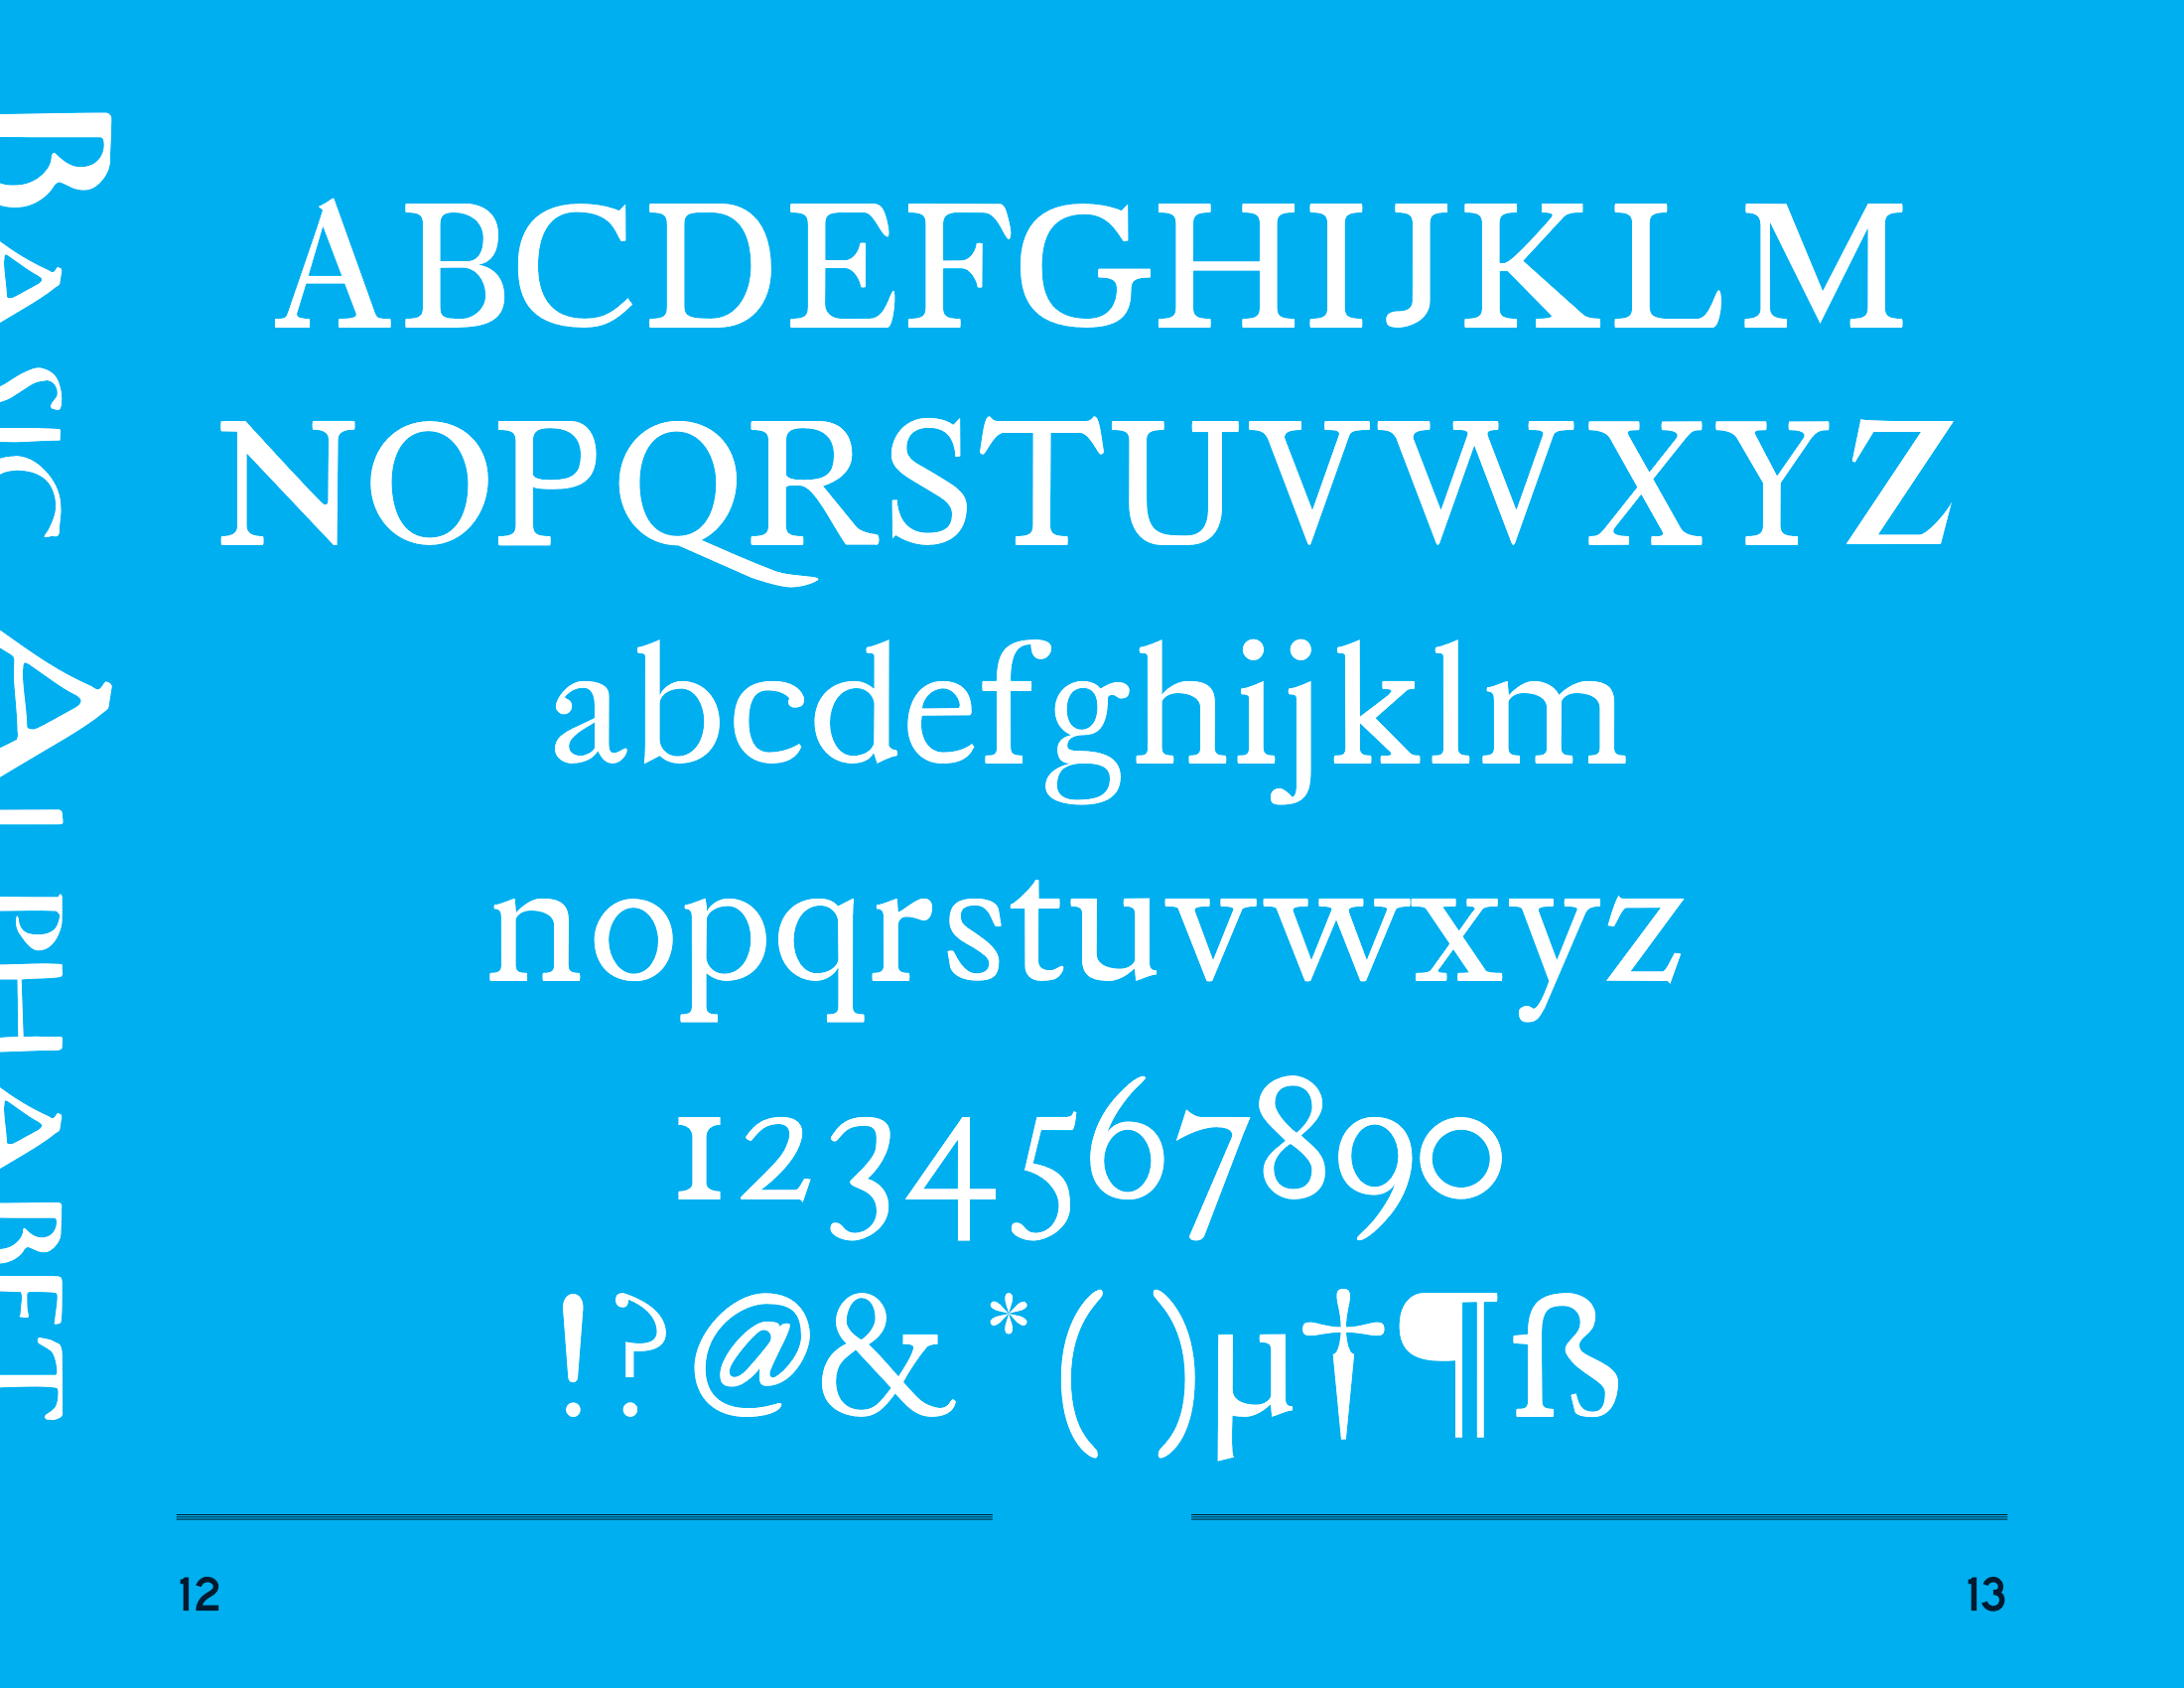 BASIC ALPHABET
ABCDEFGHIJKLM
NOPQRSTUVWXYZ
abcdefghijklm
nopqrstuvwxyz
1234567890
!?@&*()µ†¶ß
12
13